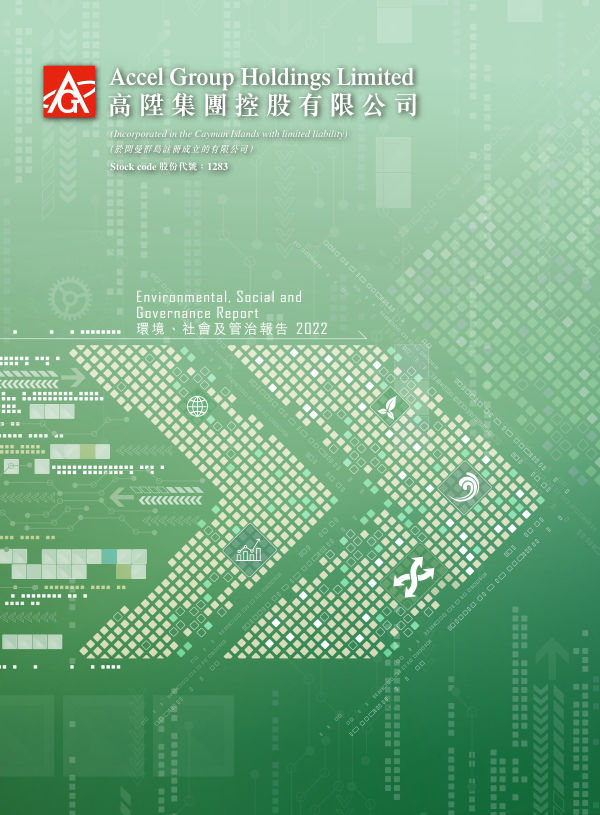 AG
Accel Group Holdings Limited
高陞集團控股有限公司
(Incorporated in the Cayman Islands with limited liability)
(於開曼群島註冊成立的有限公司)
Stock code 股份代號：1283
Environmental, Social and
Governance Report
環境、社會及管治報告 2022